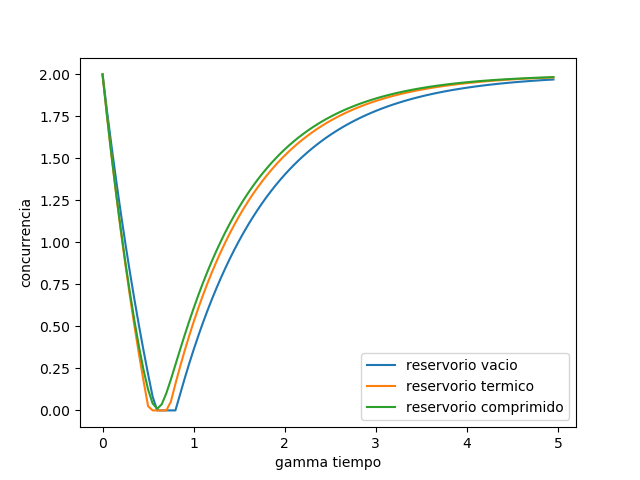 2.00
1.75
1.50
1.25
1.00
0.75
0.50
0.25
0.00
concurrencia
0 1 2 3 4 5
gamma tiempo
reservorio vacio
reservorio termico
reservorio comprimido